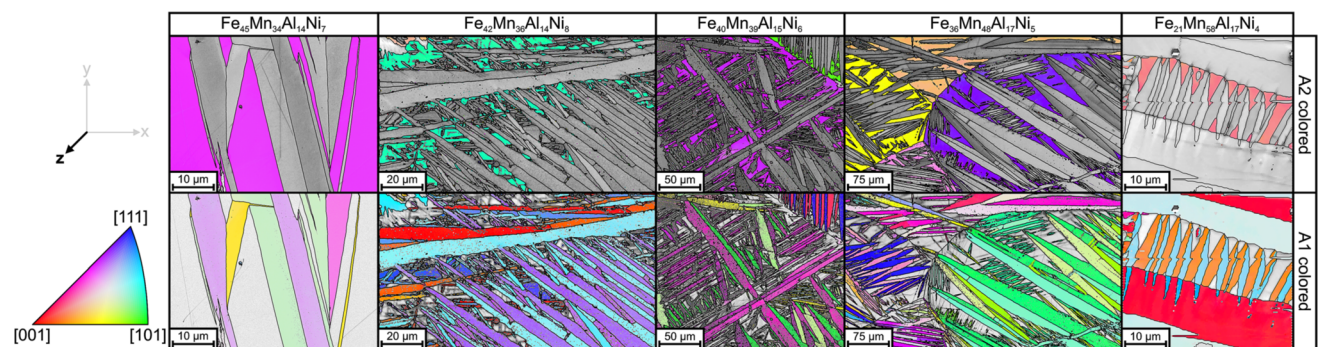 Fe45Mn34Al14Ni7
Fe42Mn36Al14Ni8
Fe40Mn39Al15Ni6
Fe36Mn48Al17Ni5
Fe21Mn58Al17Ni4
y
x
z
10 µm
20 µm
50 µm
75 µm
10 µm
A2 colored
[111]
[001]
[101]
10 µm
20 µm
50 µm
75 µm
10 µm
A1 colored